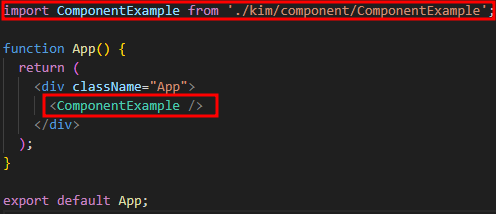 import ComponentExample from './kim/component/ComponentExample';
function App() {
return (
<div className="App">
<ComponentExample />
</div>
);
}
export default App;